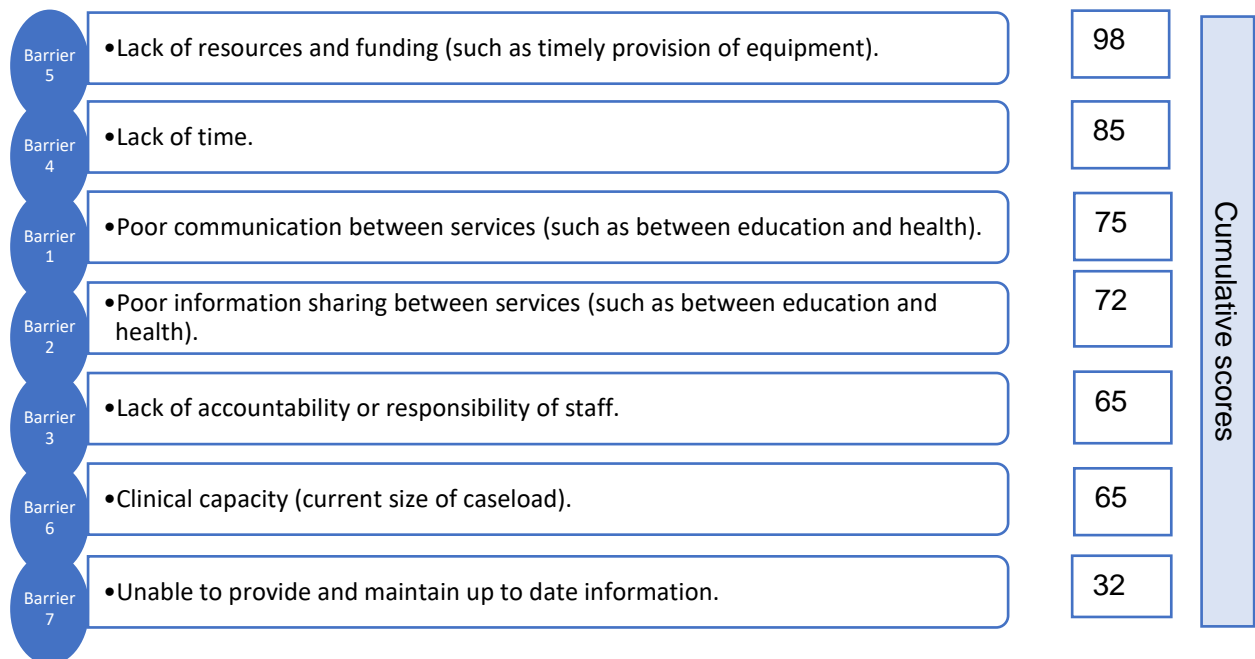 Barrier
5
•Lack of resources and funding (such as timely provision of equipment).
98
Barrier
4
•Lack of time.
85
Barrier
1
•Poor communication between services (such as between education and health).
75
Barrier
2
•Poor information sharing between services (such as between education and
health).
72
Barrier
3
•Lack of accountability or responsibility of staff.
65
Barrier
6
•Clinical capacity (current size of caseload).
65
Barrier
7
•Unable to provide and maintain up to date information.
32
Cumulative scores